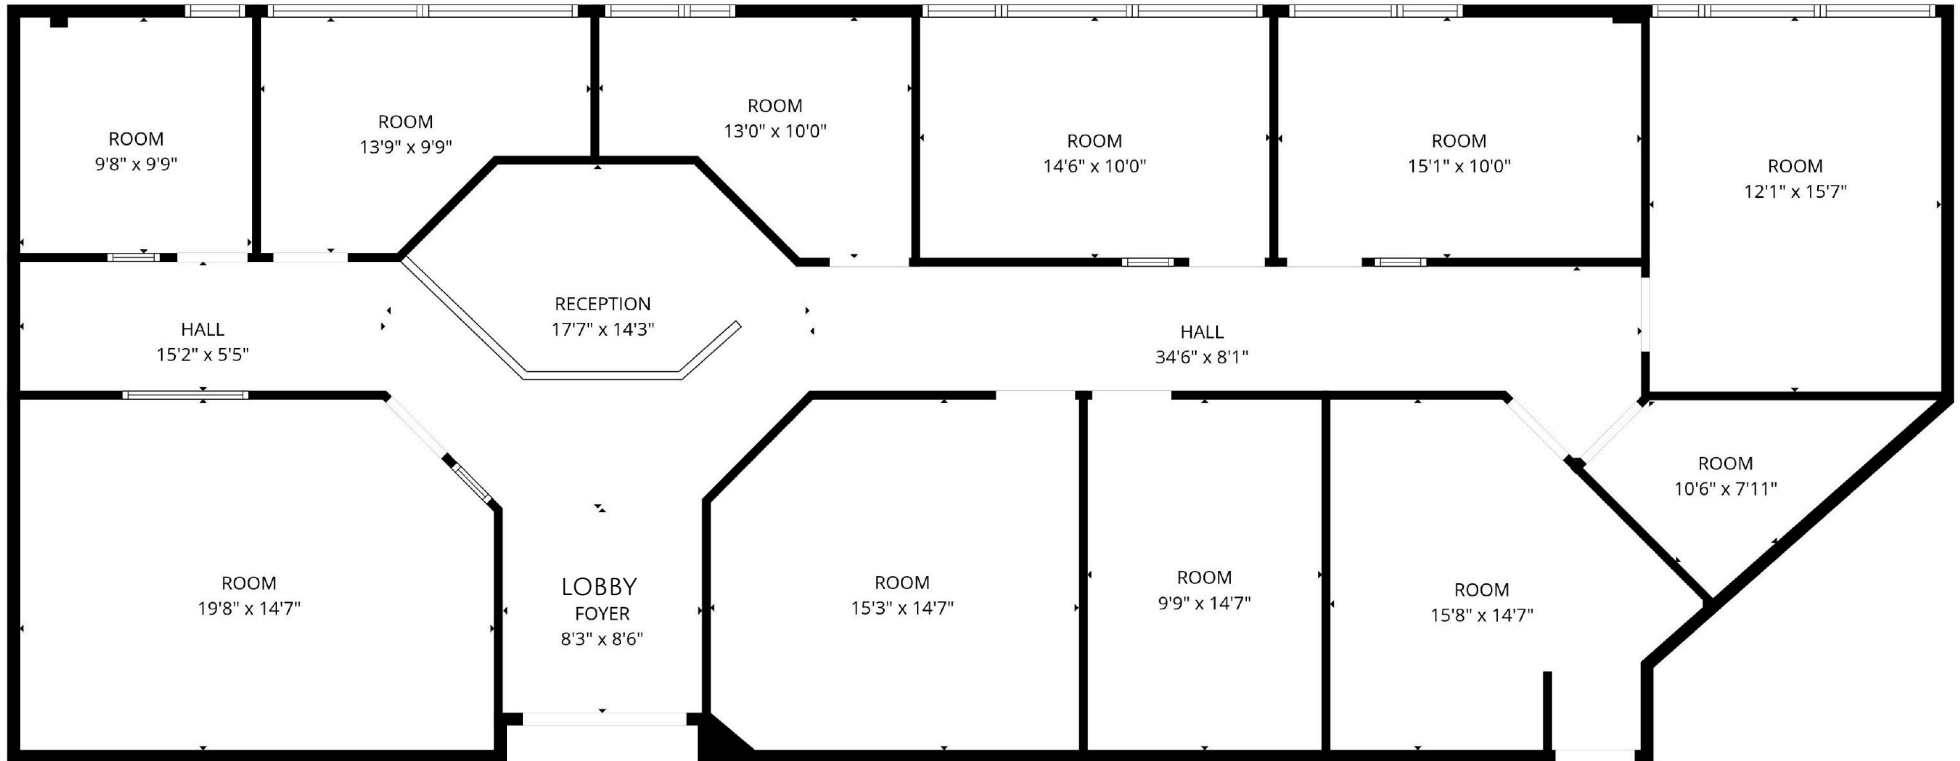 ROOM
9'8" x 9'9"
ROOM
13'9" x 9'9"
ROOM
13'0" x 10'0"
ROOM
14'6" x 10'0"
ROOM
15'1" x 10'0"
ROOM
12'1" x 15'7"
HALL
15'2" x 5'5"
RECEPTION
17'7" x 14'3"
HALL
34'6" x 8'1"
ROOM
10'6" x 7'11"
ROOM
19'8" x 14'7"
LOBBY
FOYER
8'3" x 8'6"
ROOM
15'3" x 14'7"
ROOM
9'9" x 14'7"
ROOM
15'8" x 14'7"